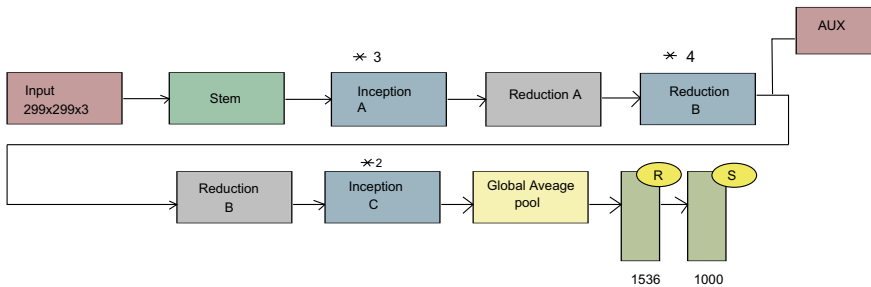 AUX
✶ 3
✶ 4
Input
299x299x3
Stem
Inception
A
Reduction A
Reduction
B
✶2
Reduction
B
Inception
C
Global Aveage
pool
R
S
1536
1000